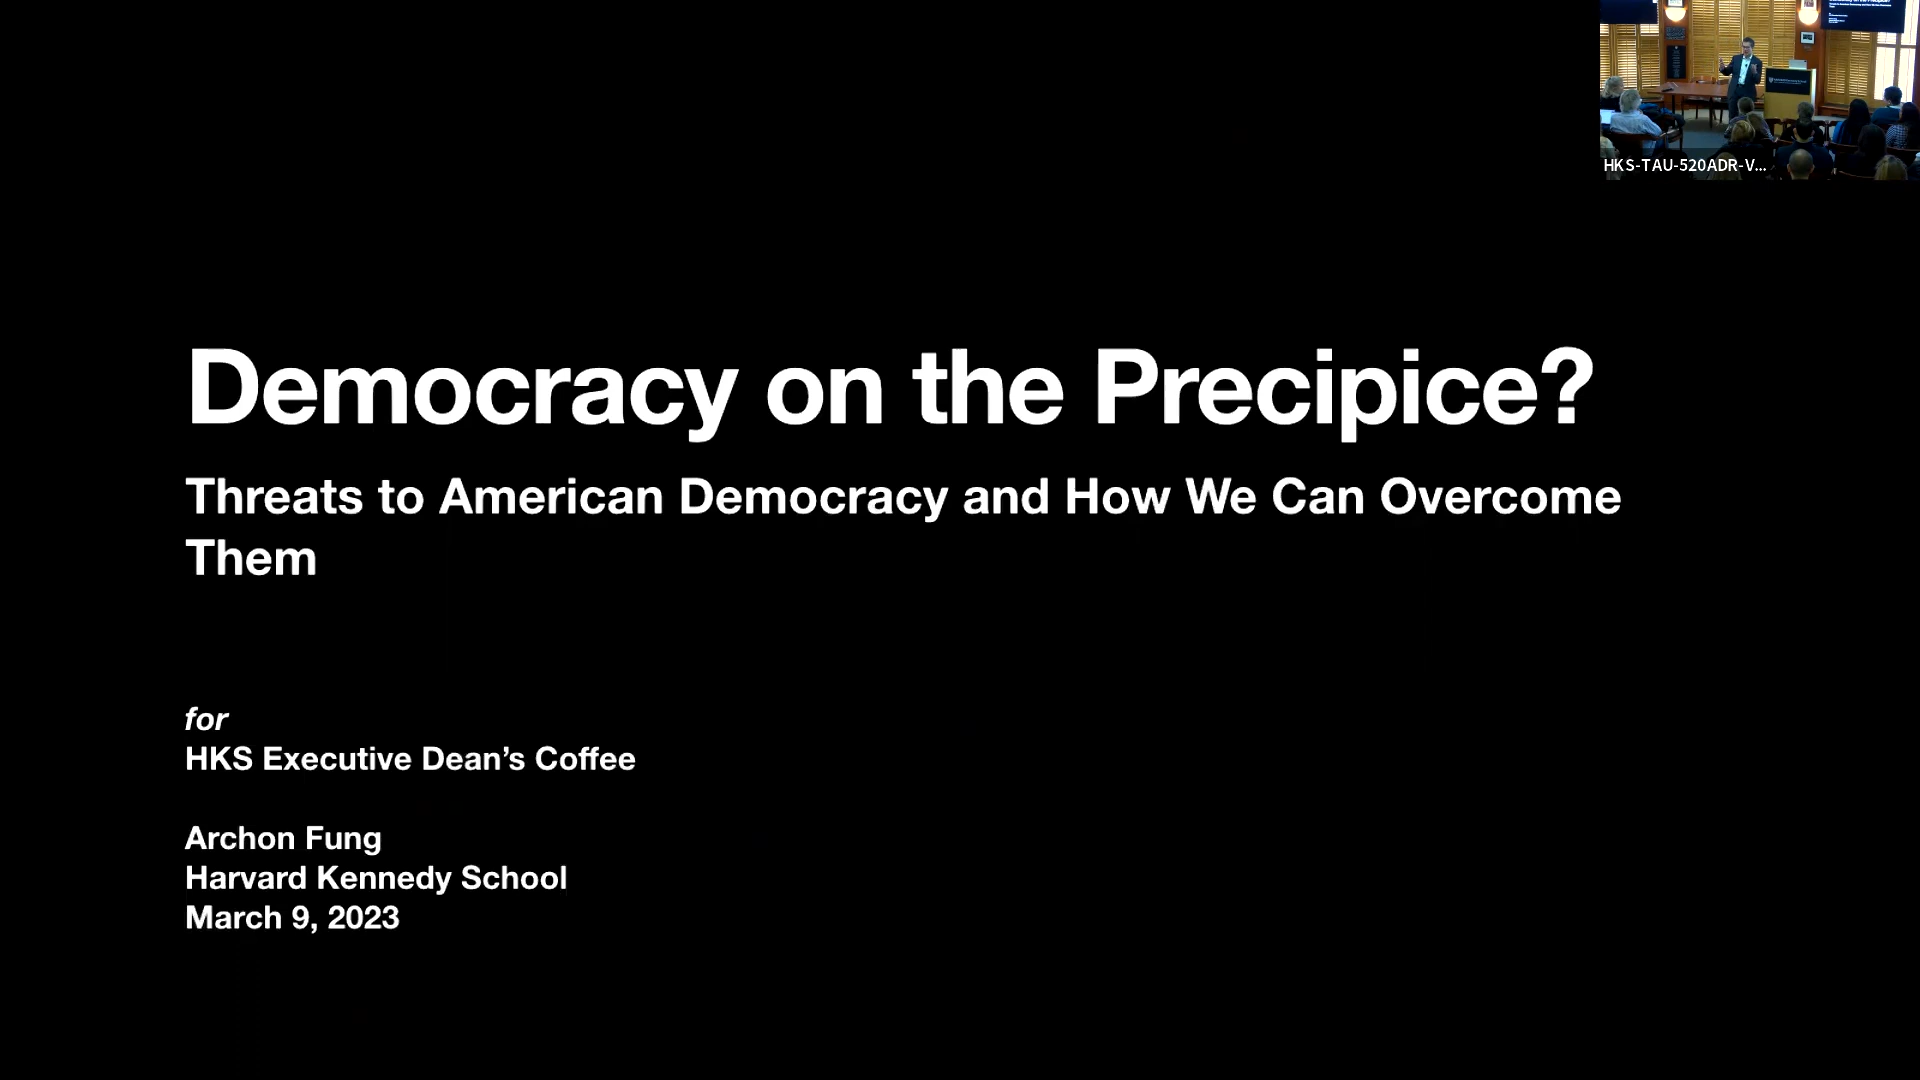 HKS-TAU-520ADR-V...
Democracy on the Precipice?
Threats to American Democracy and How We Can Overcome
Them
for
HKS Executive Dean’s Coffee
Archon Fung
Harvard Kennedy School
March 9, 2023